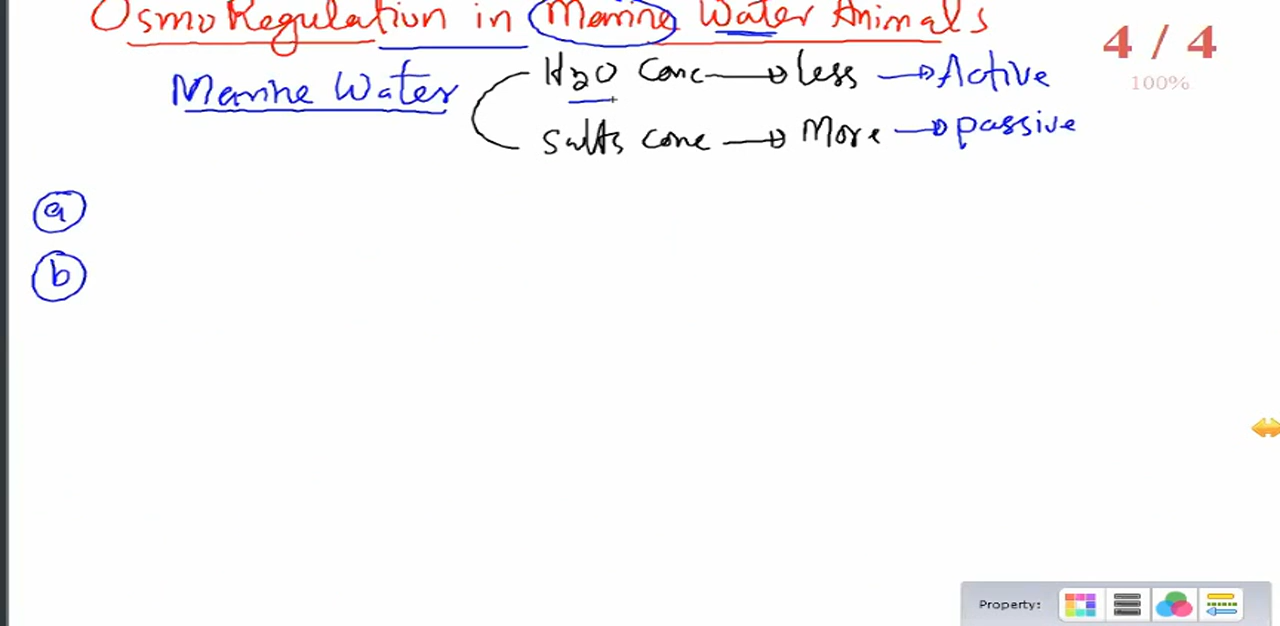 Osmo Regulation in Marine Water Animals
4 / 4
100%
Marine Water
H2O Conc → less → Active
Salts conc → More → passive
a
b
Property: